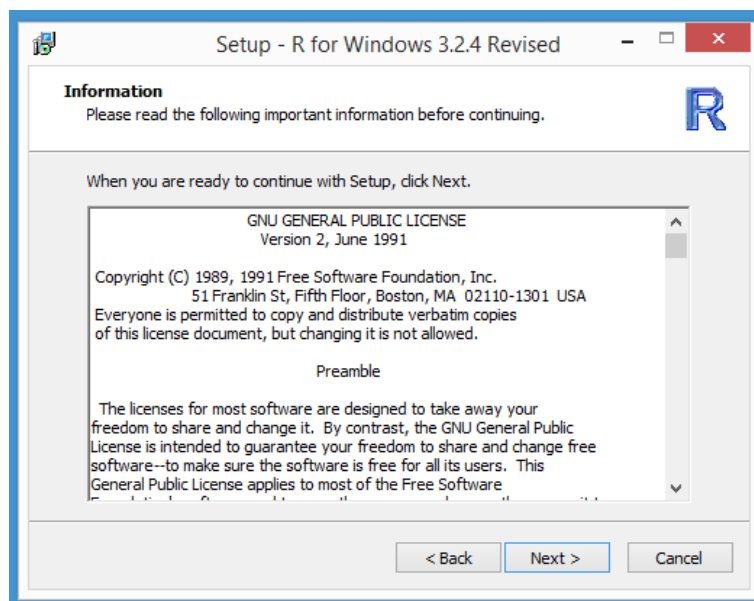 Setup - R for Windows 3.2.4 Revised
Information
Please read the following important information before continuing.
R
When you are ready to continue with Setup, click Next.
GNU GENERAL PUBLIC LICENSE
Version 2, June 1991
Copyright (C) 1989, 1991 Free Software Foundation, Inc.
51 Franklin St, Fifth Floor, Boston, MA 02110-1301 USA
Everyone is permitted to copy and distribute verbatim copies
of this license document, but changing it is not allowed.
Preamble
The licenses for most software are designed to take away your
freedom to share and change it. By contrast, the GNU General Public
License is intended to guarantee your freedom to share and change free
software--to make sure the software is free for all its users. This
General Public License applies to most of the Free Software
< Back Next > Cancel